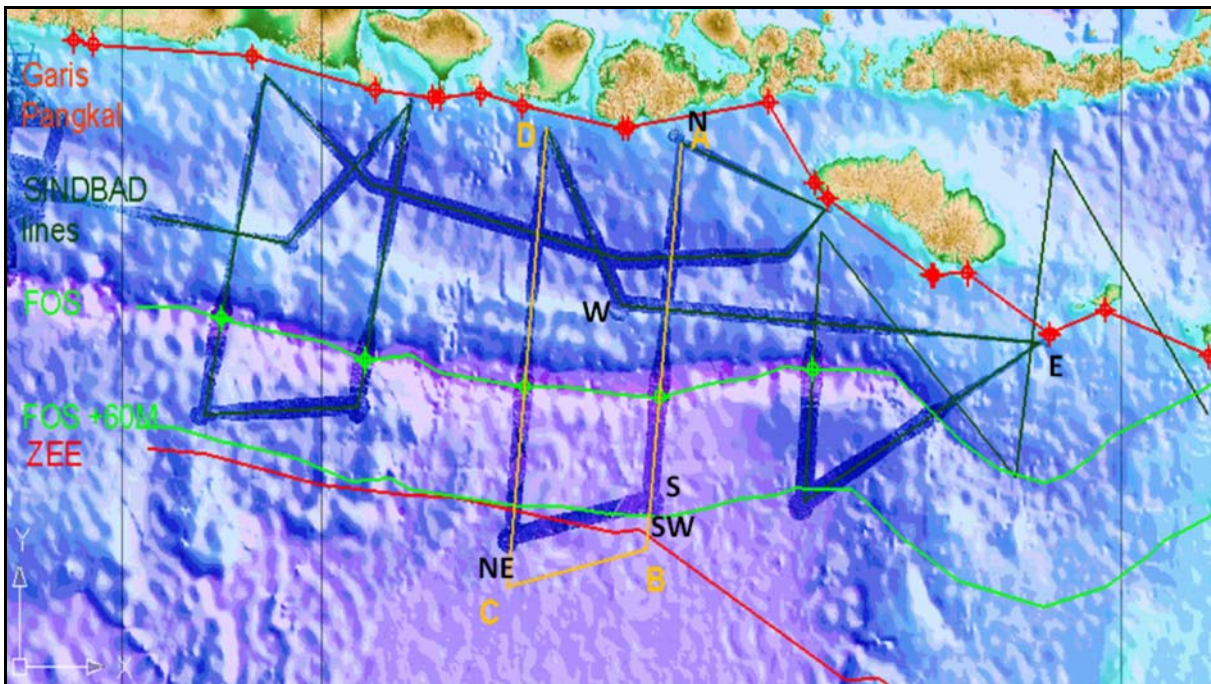 Garis
Pangkal
N
D
A
SINDBAD
lines
FOS
W
E
FOS +60M
ZEE
S
SW
NE
B
C
Y
X